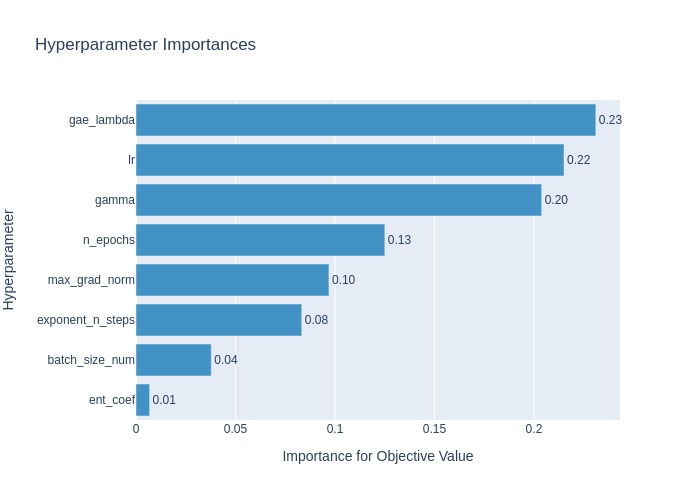 Hyperparameter Importances
Hyperparameter
gae_lambda 0.23
lr 0.22
gamma 0.20
n_epochs 0.13
max_grad_norm 0.10
exponent_n_steps 0.08
batch_size_num 0.04
ent_coef 0.01
0 0.05 0.1 0.15 0.2
Importance for Objective Value